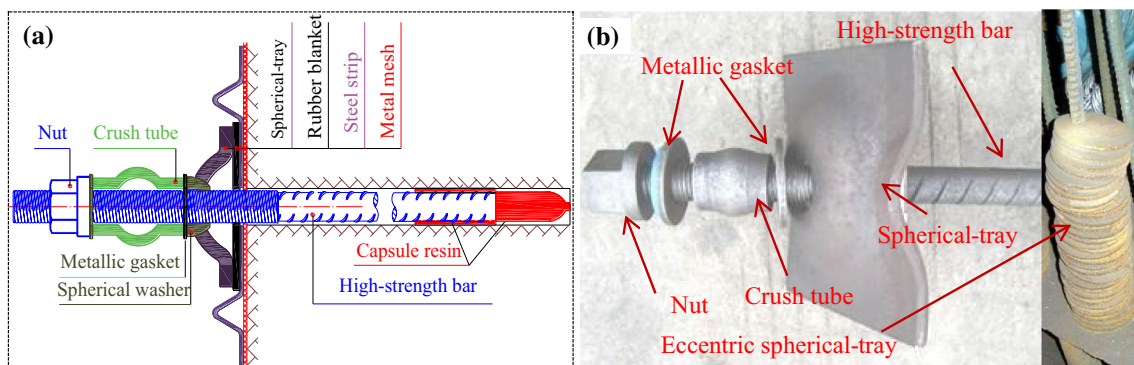 (a)
Nut
Crush tube
Spherical-tray
Rubber blanket
Steel strip
Metal mesh
Metallic gasket
Spherical washer
Capsule resin
High-strength bar
(b)
High-strength bar
Metallic gasket
Spherical-tray
Crush tube
Nut
Eccentric spherical-tray